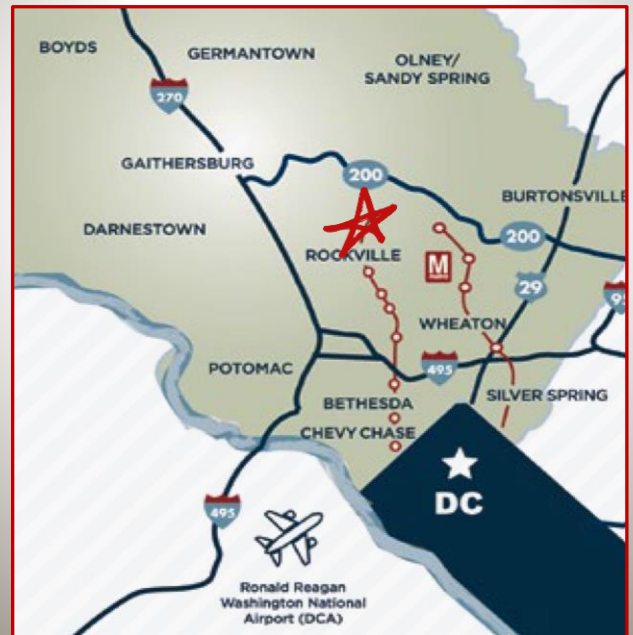 BOYDS
GERMANTOWN
OLNEY/
SANDY SPRING
270
GAITHERSBURG
200
BURTONSVILLE
DARNESTOWN
200
ROCKVILLE
M
29
95
WHEATON
POTOMAC
495
SILVER SPRING
BETHESDA
CHEVY CHASE
DC
495
Ronald Reagan
Washington National
Airport (DCA)